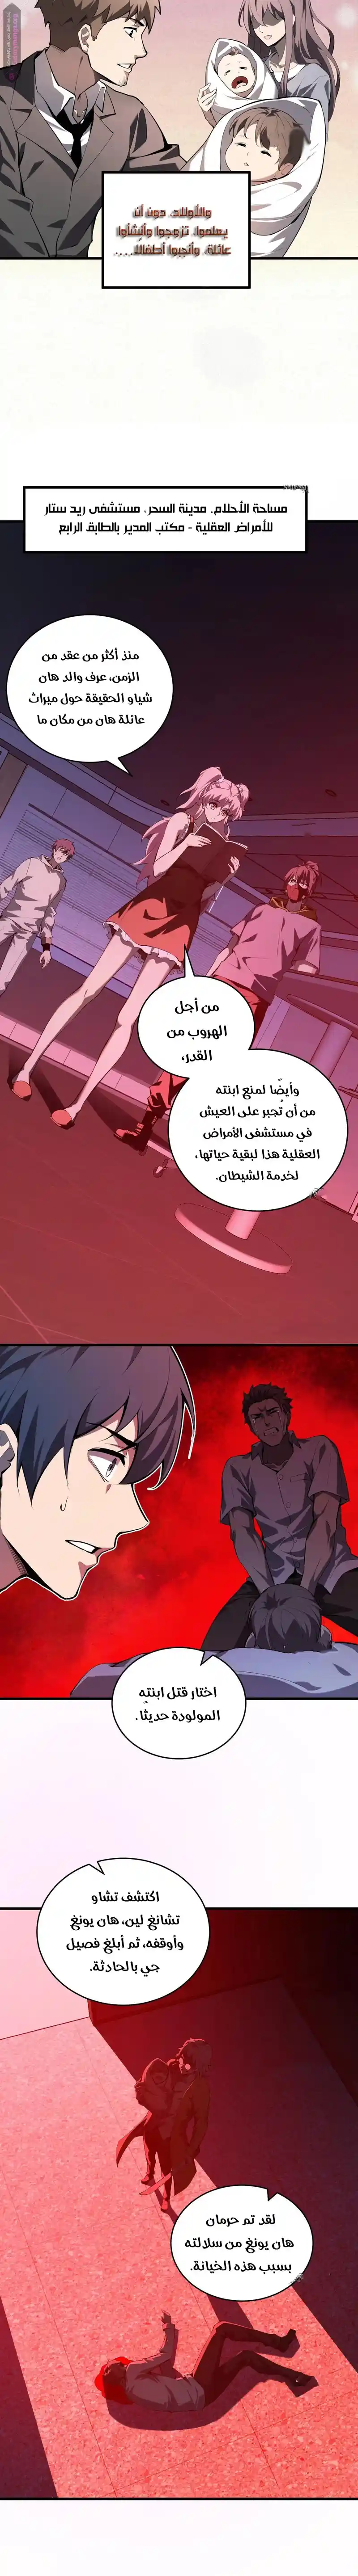 والأولاد، دون أن
يعلموا، تزوجوا وأنشأوا
عائلة، وأنجبوا أطفالًا....
مساحة الأحلام، مدينة السحر، مستشفى ريد ستار
للأمراض العقلية - مكتب المدير بالطابق الرابع
منذ أكثر من عقد من
الزمن، عرف والد هان
شياو الحقيقة حول ميراث
عائلة هان من مكان ما
من أجل
الهروب من
القدر،
وأيضًا لمنع ابنته
من أن تُجبر على العيش
في مستشفى الأمراض
العقلية هذا لبقية حياتها،
لخدمة الشيطان.
اختار قتل ابنته
المولودة حديثًا.
اكتشف تشاو
تشانغ لين، هان يونغ
وأوقفه، ثم أبلغ فصيل
جي بالحادثة.
لقد تم حرمان
هان يونغ من سلالته
بسبب هذه الخيانة.